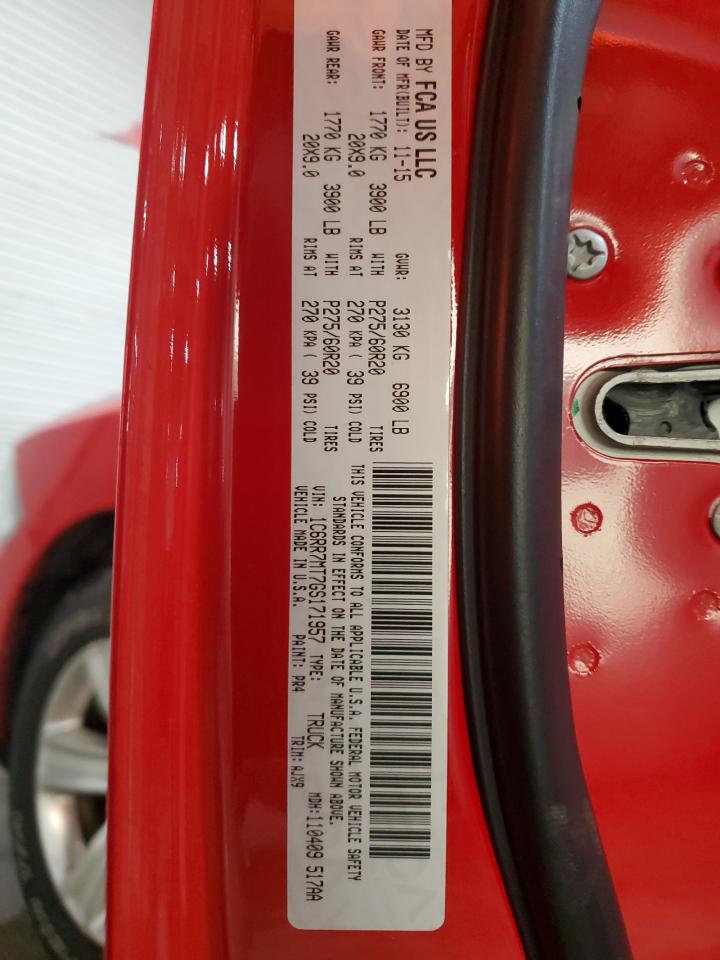 MFD BY FCA US LLC
DATE OF MFR(BUILT): 11-15 GVWR: 3130 KG 6900 LB
GAWR FRONT: 1770 KG 3900 LB WITH P275/60R20 TIRES
20X9.0 RIMS AT 270 KPA ( 39 PSI) COLD
GAWR REAR: 1770 KG 3900 LB WITH P275/60R20 TIRES
20X9.0 RIMS AT 270 KPA ( 39 PSI) COLD
THIS VEHICLE CONFORMS TO ALL APPLICABLE U.S.A. FEDERAL MOTOR VEHICLE SAFETY
STANDARDS IN EFFECT ON THE DATE OF MANUFACTURE SHOWN ABOVE.
VIN: 1C6RR7MT7GS171957 TYPE: TRUCK MDH:110409 517AA
VEHICLE MADE IN U.S.A. PAINT: PR4 TRIM: AJX9